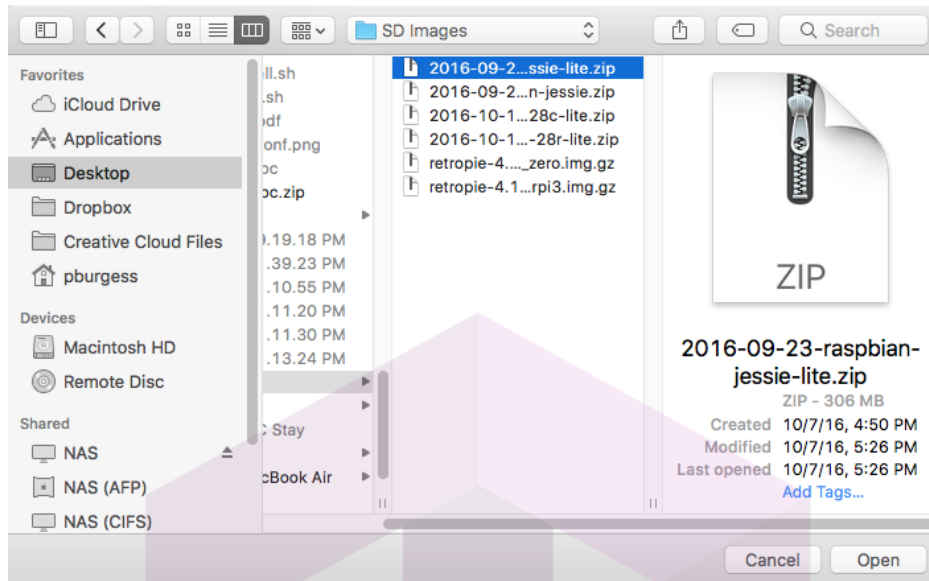 SD Images
Search
Favorites
iCloud Drive
Applications
Desktop
Dropbox
Creative Cloud Files
pburgess
Devices
Macintosh HD
Remote Disc
Shared
NAS
NAS (AFP)
NAS (CIFS)
ll.sh
.sh
df
onf.png
oc
oc.zip
9.19.18 PM
.39.23 PM
.10.55 PM
.11.20 PM
.11.30 PM
.13.24 PM
C Stay
cBook Air
2016-09-2...ssie-lite.zip
2016-09-2...n-jessie.zip
2016-10-1...28c-lite.zip
2016-10-1...-28r-lite.zip
retropie-4...._zero.img.gz
retropie-4.1...rpi3.img.gz
ZIP
2016-09-23-raspbian-
jessie-lite.zip
ZIP - 306 MB
Created 10/7/16, 4:50 PM
Modified 10/7/16, 5:26 PM
Last opened 10/7/16, 5:26 PM
Add Tags...
Cancel
Open